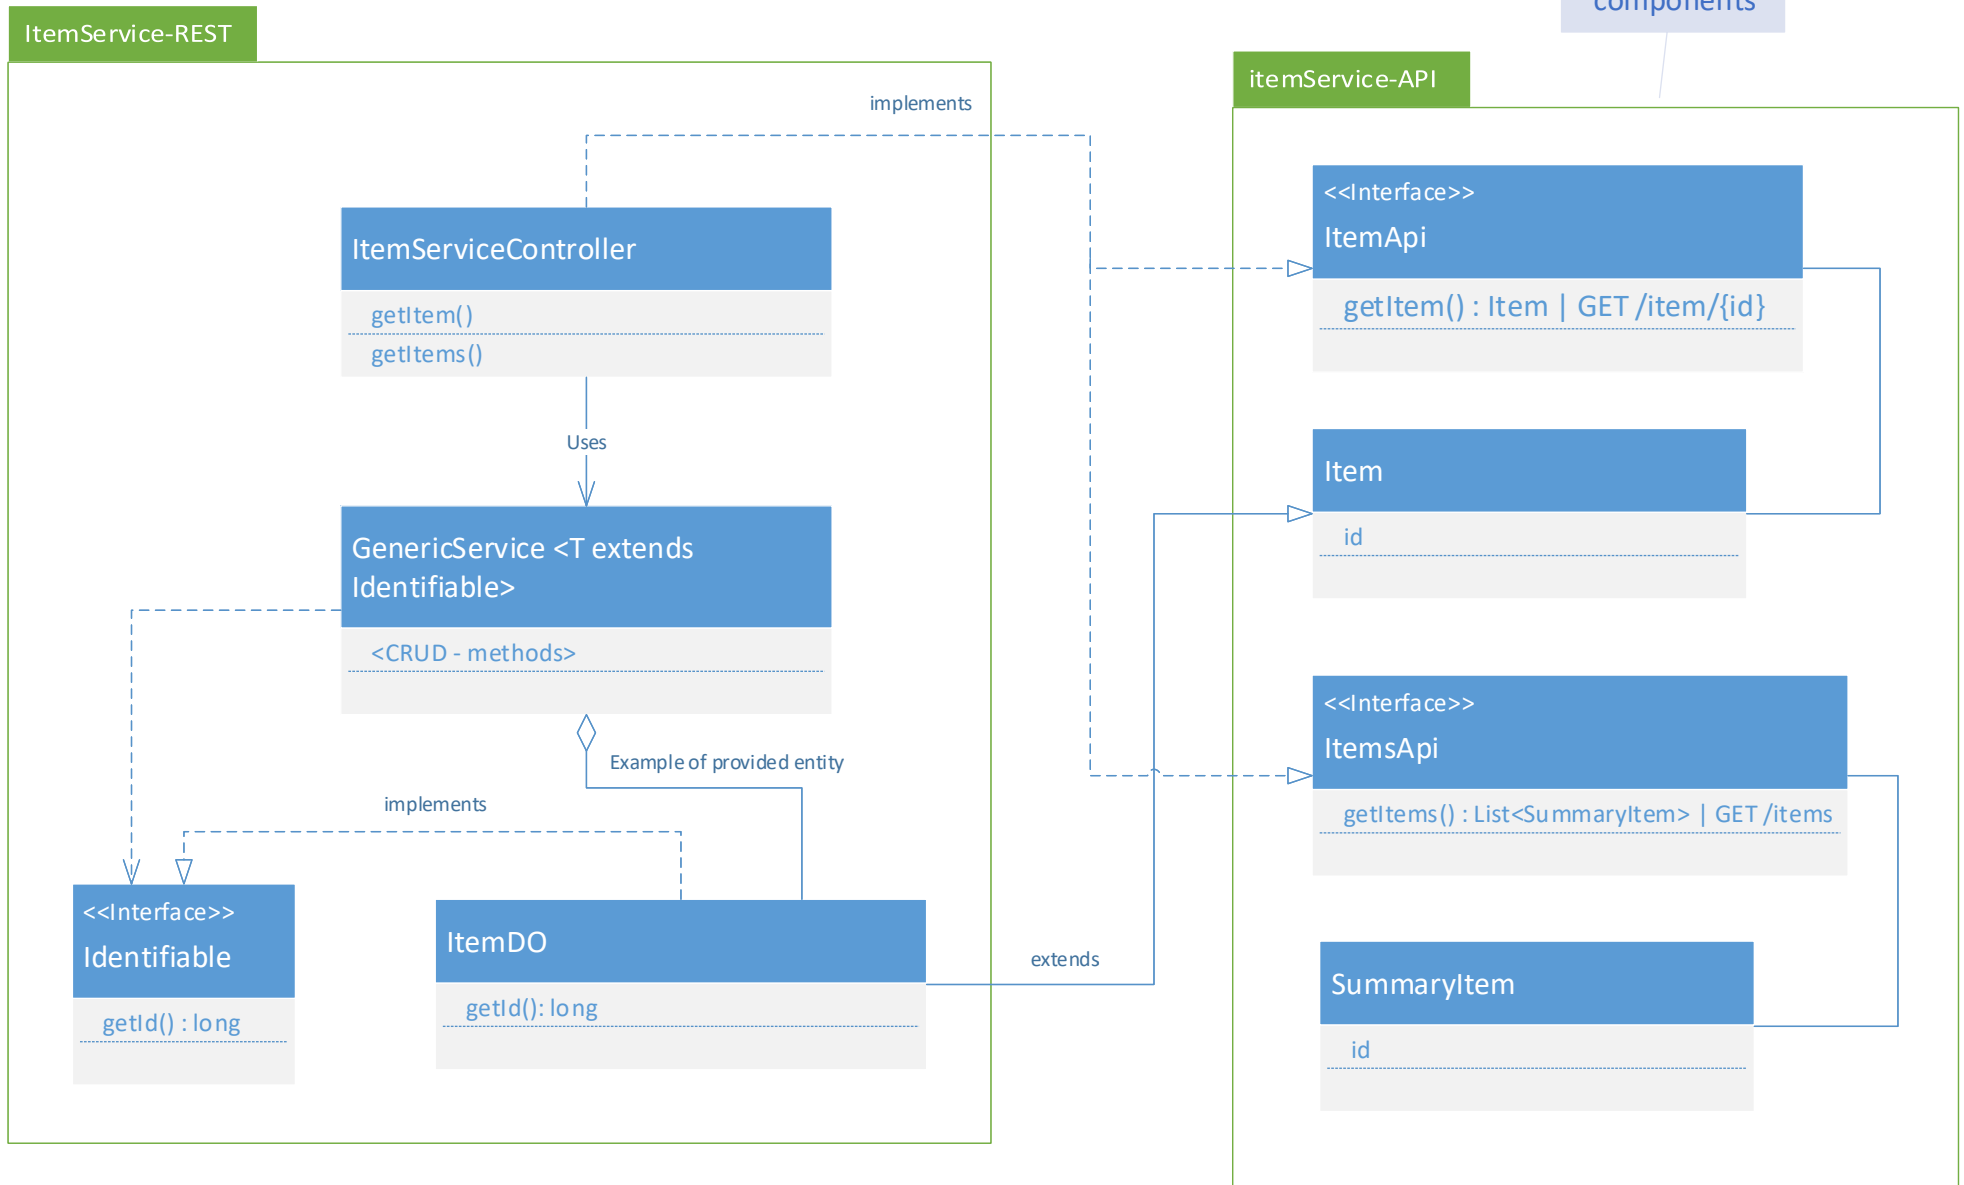 components
ItemService-REST
itemService-API
implements
<<Interface>>
ItemApi
getItem() : Item | GET /item/{id}
ItemServiceController
getItem()
getItems()
Uses
Item
id
GenericService <T extends
Identifiable>
<CRUD - methods>
<<Interface>>
ItemsApi
getItems() : List<SummaryItem> | GET /items
Example of provided entity
implements
<<Interface>>
Identifiable
getId() : long
ItemDO
getId(): long
extends
SummaryItem
id